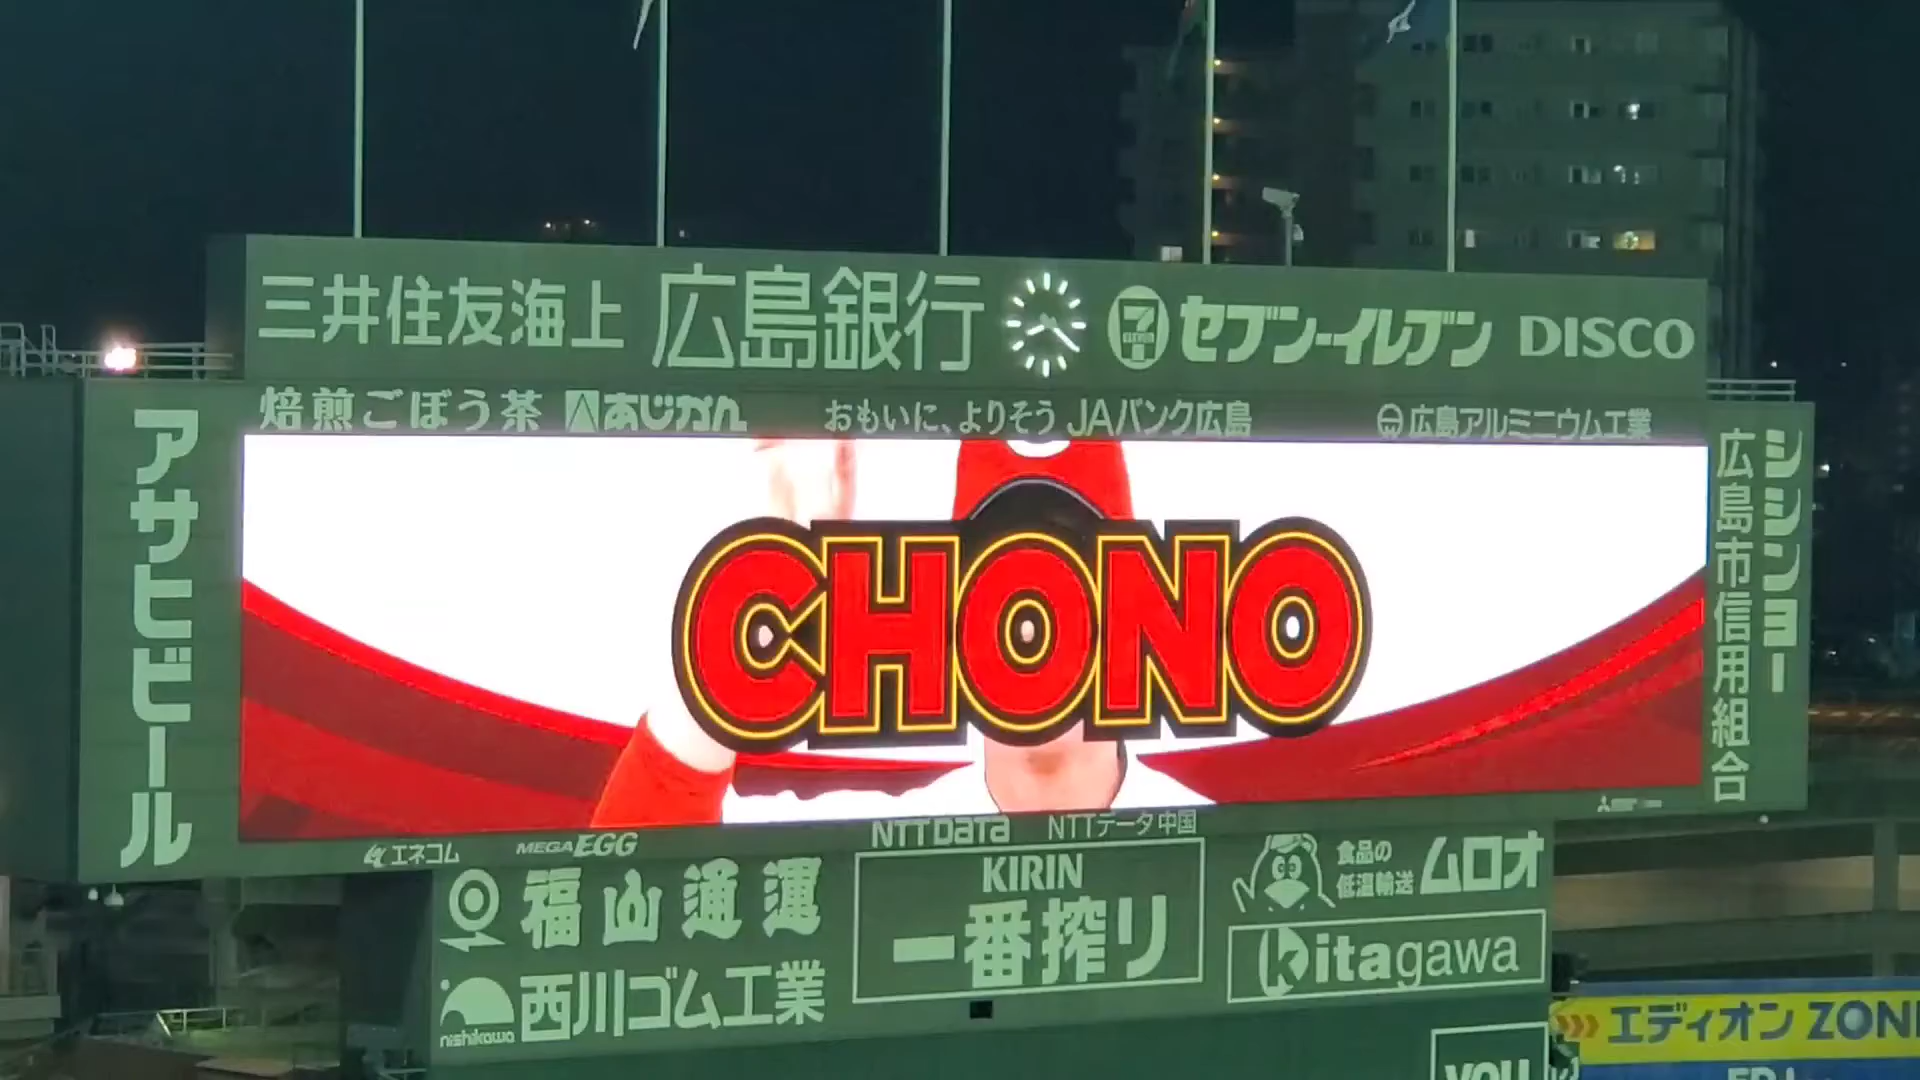 三井住友海上 広島銀行 セブン-イレブン DISCO
焙煎ごぼう茶 あじかん おもいに、よりそう JAバンク広島 広島アルミニウム工業
アサヒビール
CHONO
シシンヨー
広島市信用組合
エネコム MEGA EGG NTT DATA NTTデータ中国
福山通運
KIRIN
一番搾り
食品の
低温輸送
ムロオ
nishikawa
西川ゴム工業
kitagawa
エディオン ZON
you